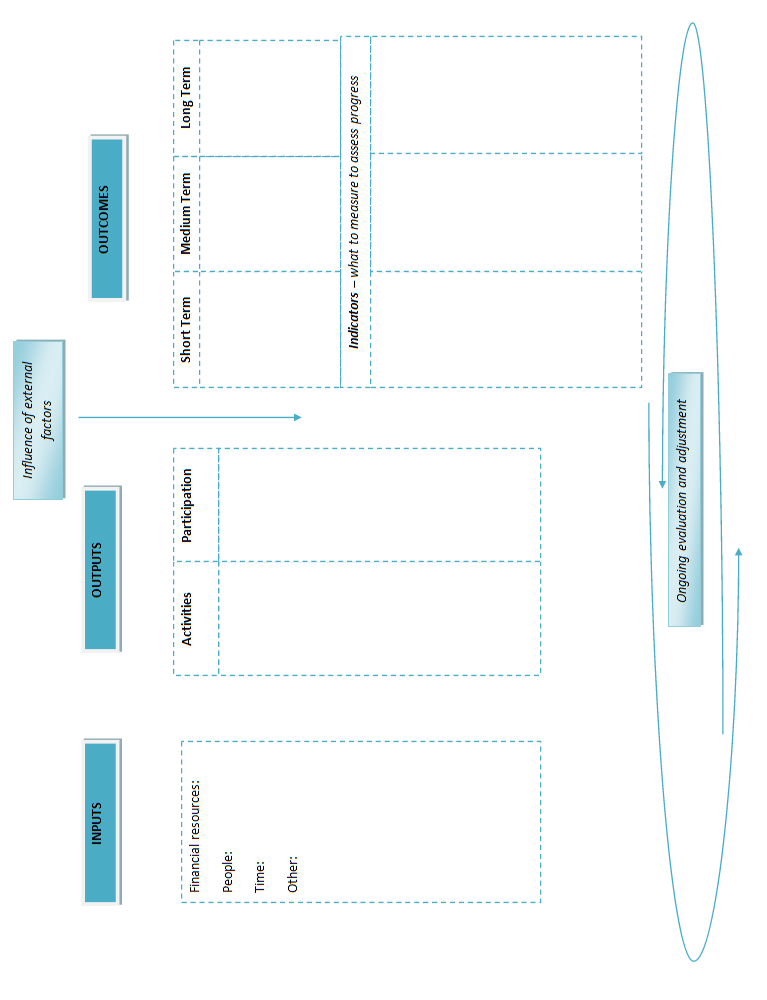 Influence of external
factors
INPUTS
OUTPUTS
OUTCOMES
Financial resources:
People:
Time:
Other:
Activities
Participation
Short Term
Medium Term
Long Term
Indicators – what to measure to assess progress
Ongoing evaluation and adjustment